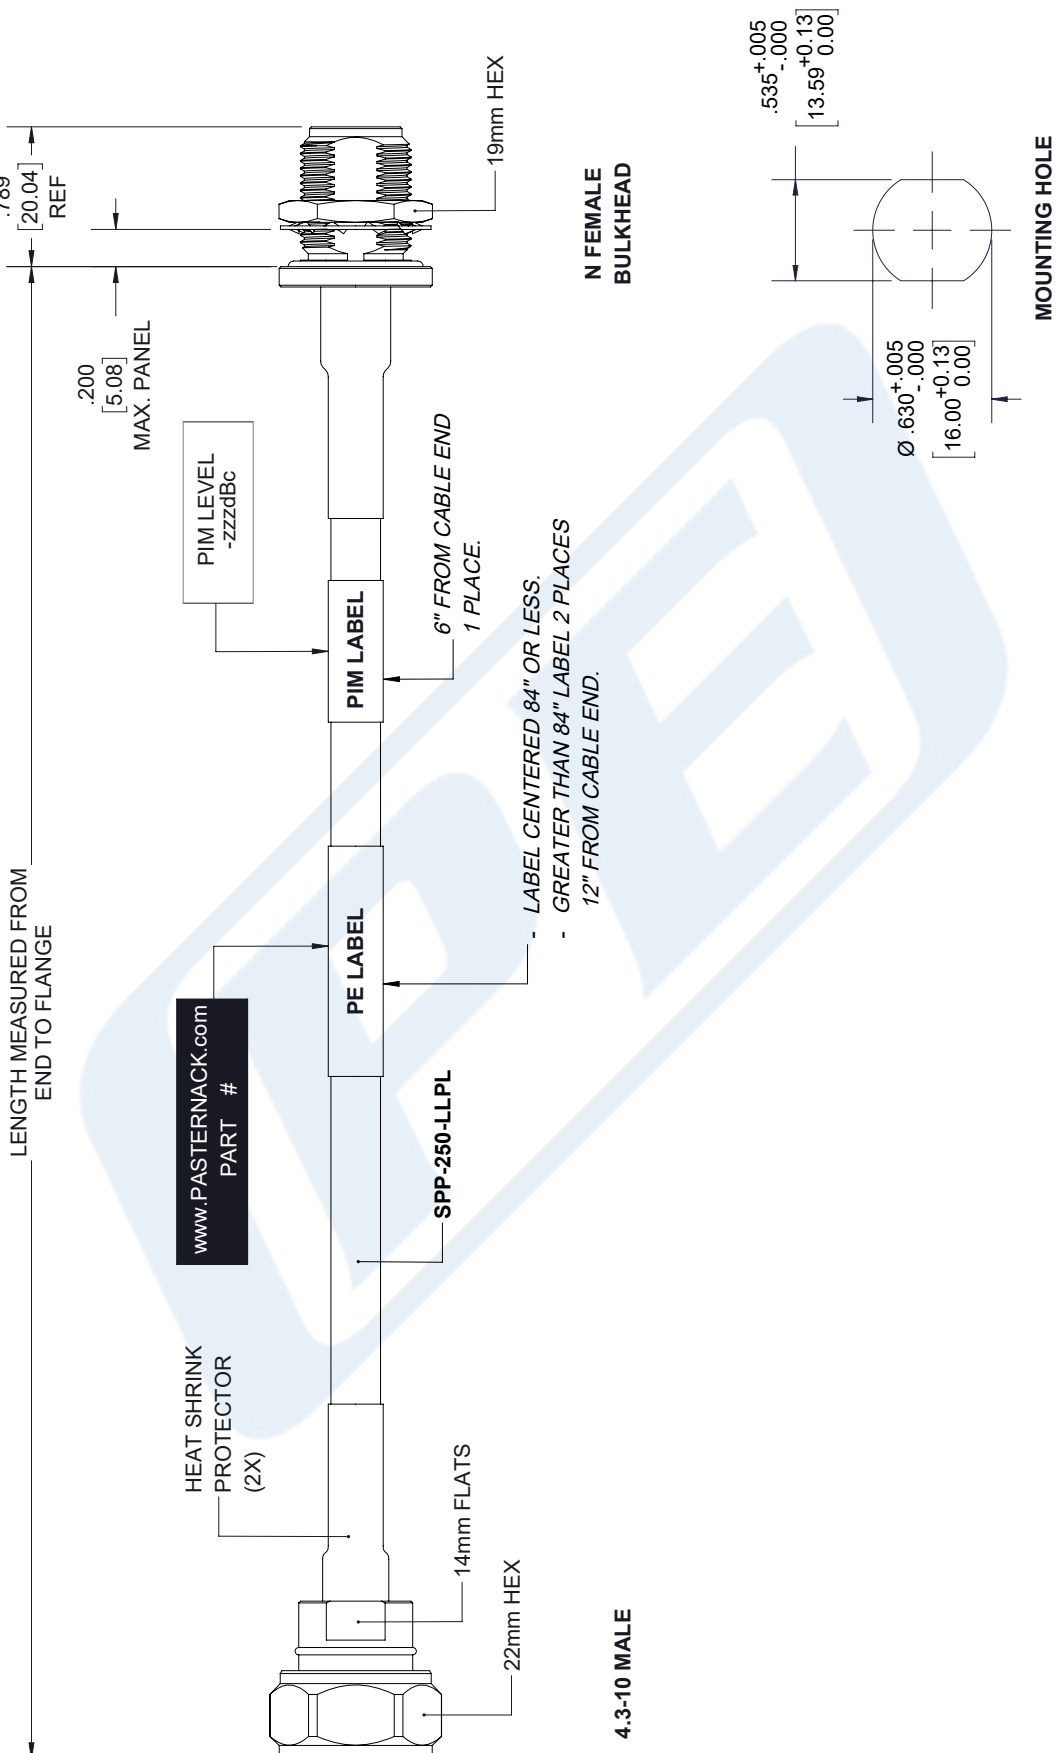 LENGTH MEASURED FROM
END TO FLANGE
.789
[20.04]
REF
.200
[5.08]
MAX. PANEL
HEAT SHRINK
PROTECTOR
(2X)
www.PASTERNACK.com
PART #
PIM LEVEL
-zzzdBc
PE LABEL
PIM LABEL
6" FROM CABLE END
1 PLACE.
SPP-250-LLPL
- LABEL CENTERED 84" OR LESS.
- GREATER THAN 84" LABEL 2 PLACES
12" FROM CABLE END.
14mm FLATS
22mm HEX
19mm HEX
4.3-10 MALE
N FEMALE
BULKHEAD
.535 +.005
-.000
[13.59 +0.13
0.00]
Ø .630 +.005
-.000
[16.00 +0.13
0.00]
MOUNTING HOLE
PE